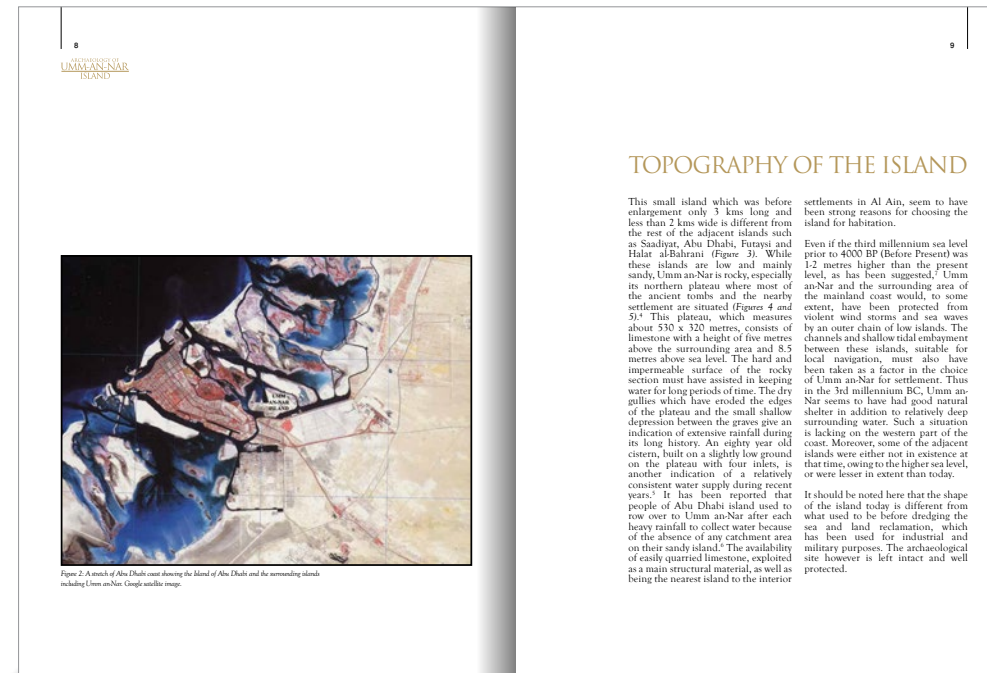 8
ARCHAEOLOGY OF
UMM-AN-NAR
ISLAND
UMM
AN-NAR
ISLAND
Figure 2: A stretch of Abu Dhabi coast showing the Island of Abu Dhabi and the surrounding islands
including Umm an-Nar. Google satellite image.
9
TOPOGRAPHY OF THE ISLAND
This small island which was before
enlargement only 3 kms long and
less than 2 kms wide is different from
the rest of the adjacent islands such
as Saadiyat, Abu Dhabi, Futaysi and
Halat al-Bahrani (Figure 3). While
these islands are low and mainly
sandy, Umm an-Nar is rocky, especially
its northern plateau where most of
the ancient tombs and the nearby
settlement are situated (Figures 4 and
5).⁴ This plateau, which measures
about 530 x 320 metres, consists of
limestone with a height of five metres
above the surrounding area and 8.5
metres above sea level. The hard and
impermeable surface of the rocky
section must have assisted in keeping
water for long periods of time. The dry
gullies which have eroded the edges
of the plateau and the small shallow
depression between the graves give an
indication of extensive rainfall during
its long history. An eighty year old
cistern, built on a slightly low ground
on the plateau with four inlets, is
another indication of a relatively
consistent water supply during recent
years.⁵ It has been reported that
people of Abu Dhabi island used to
row over to Umm an-Nar after each
heavy rainfall to collect water because
of the absence of any catchment area
on their sandy island.⁶ The availability
of easily quarried limestone, exploited
as a main structural material, as well as
being the nearest island to the interior
settlements in Al Ain, seem to have
been strong reasons for choosing the
island for habitation.
Even if the third millennium sea level
prior to 4000 BP (Before Present) was
1-2 metres higher than the present
level, as has been suggested,⁷ Umm
an-Nar and the surrounding area of
the mainland coast would, to some
extent, have been protected from
violent wind storms and sea waves
by an outer chain of low islands. The
channels and shallow tidal embayment
between these islands, suitable for
local navigation, must also have
been taken as a factor in the choice
of Umm an-Nar for settlement. Thus
in the 3rd millennium BC, Umm an-
Nar seems to have had good natural
shelter in addition to relatively deep
surrounding water. Such a situation
is lacking on the western part of the
coast. Moreover, some of the adjacent
islands were either not in existence at
that time, owing to the higher sea level,
or were lesser in extent than today.
It should be noted here that the shape
of the island today is different from
what used to be before dredging the
sea and land reclamation, which
has been used for industrial and
military purposes. The archaeological
site however is left intact and well
protected.